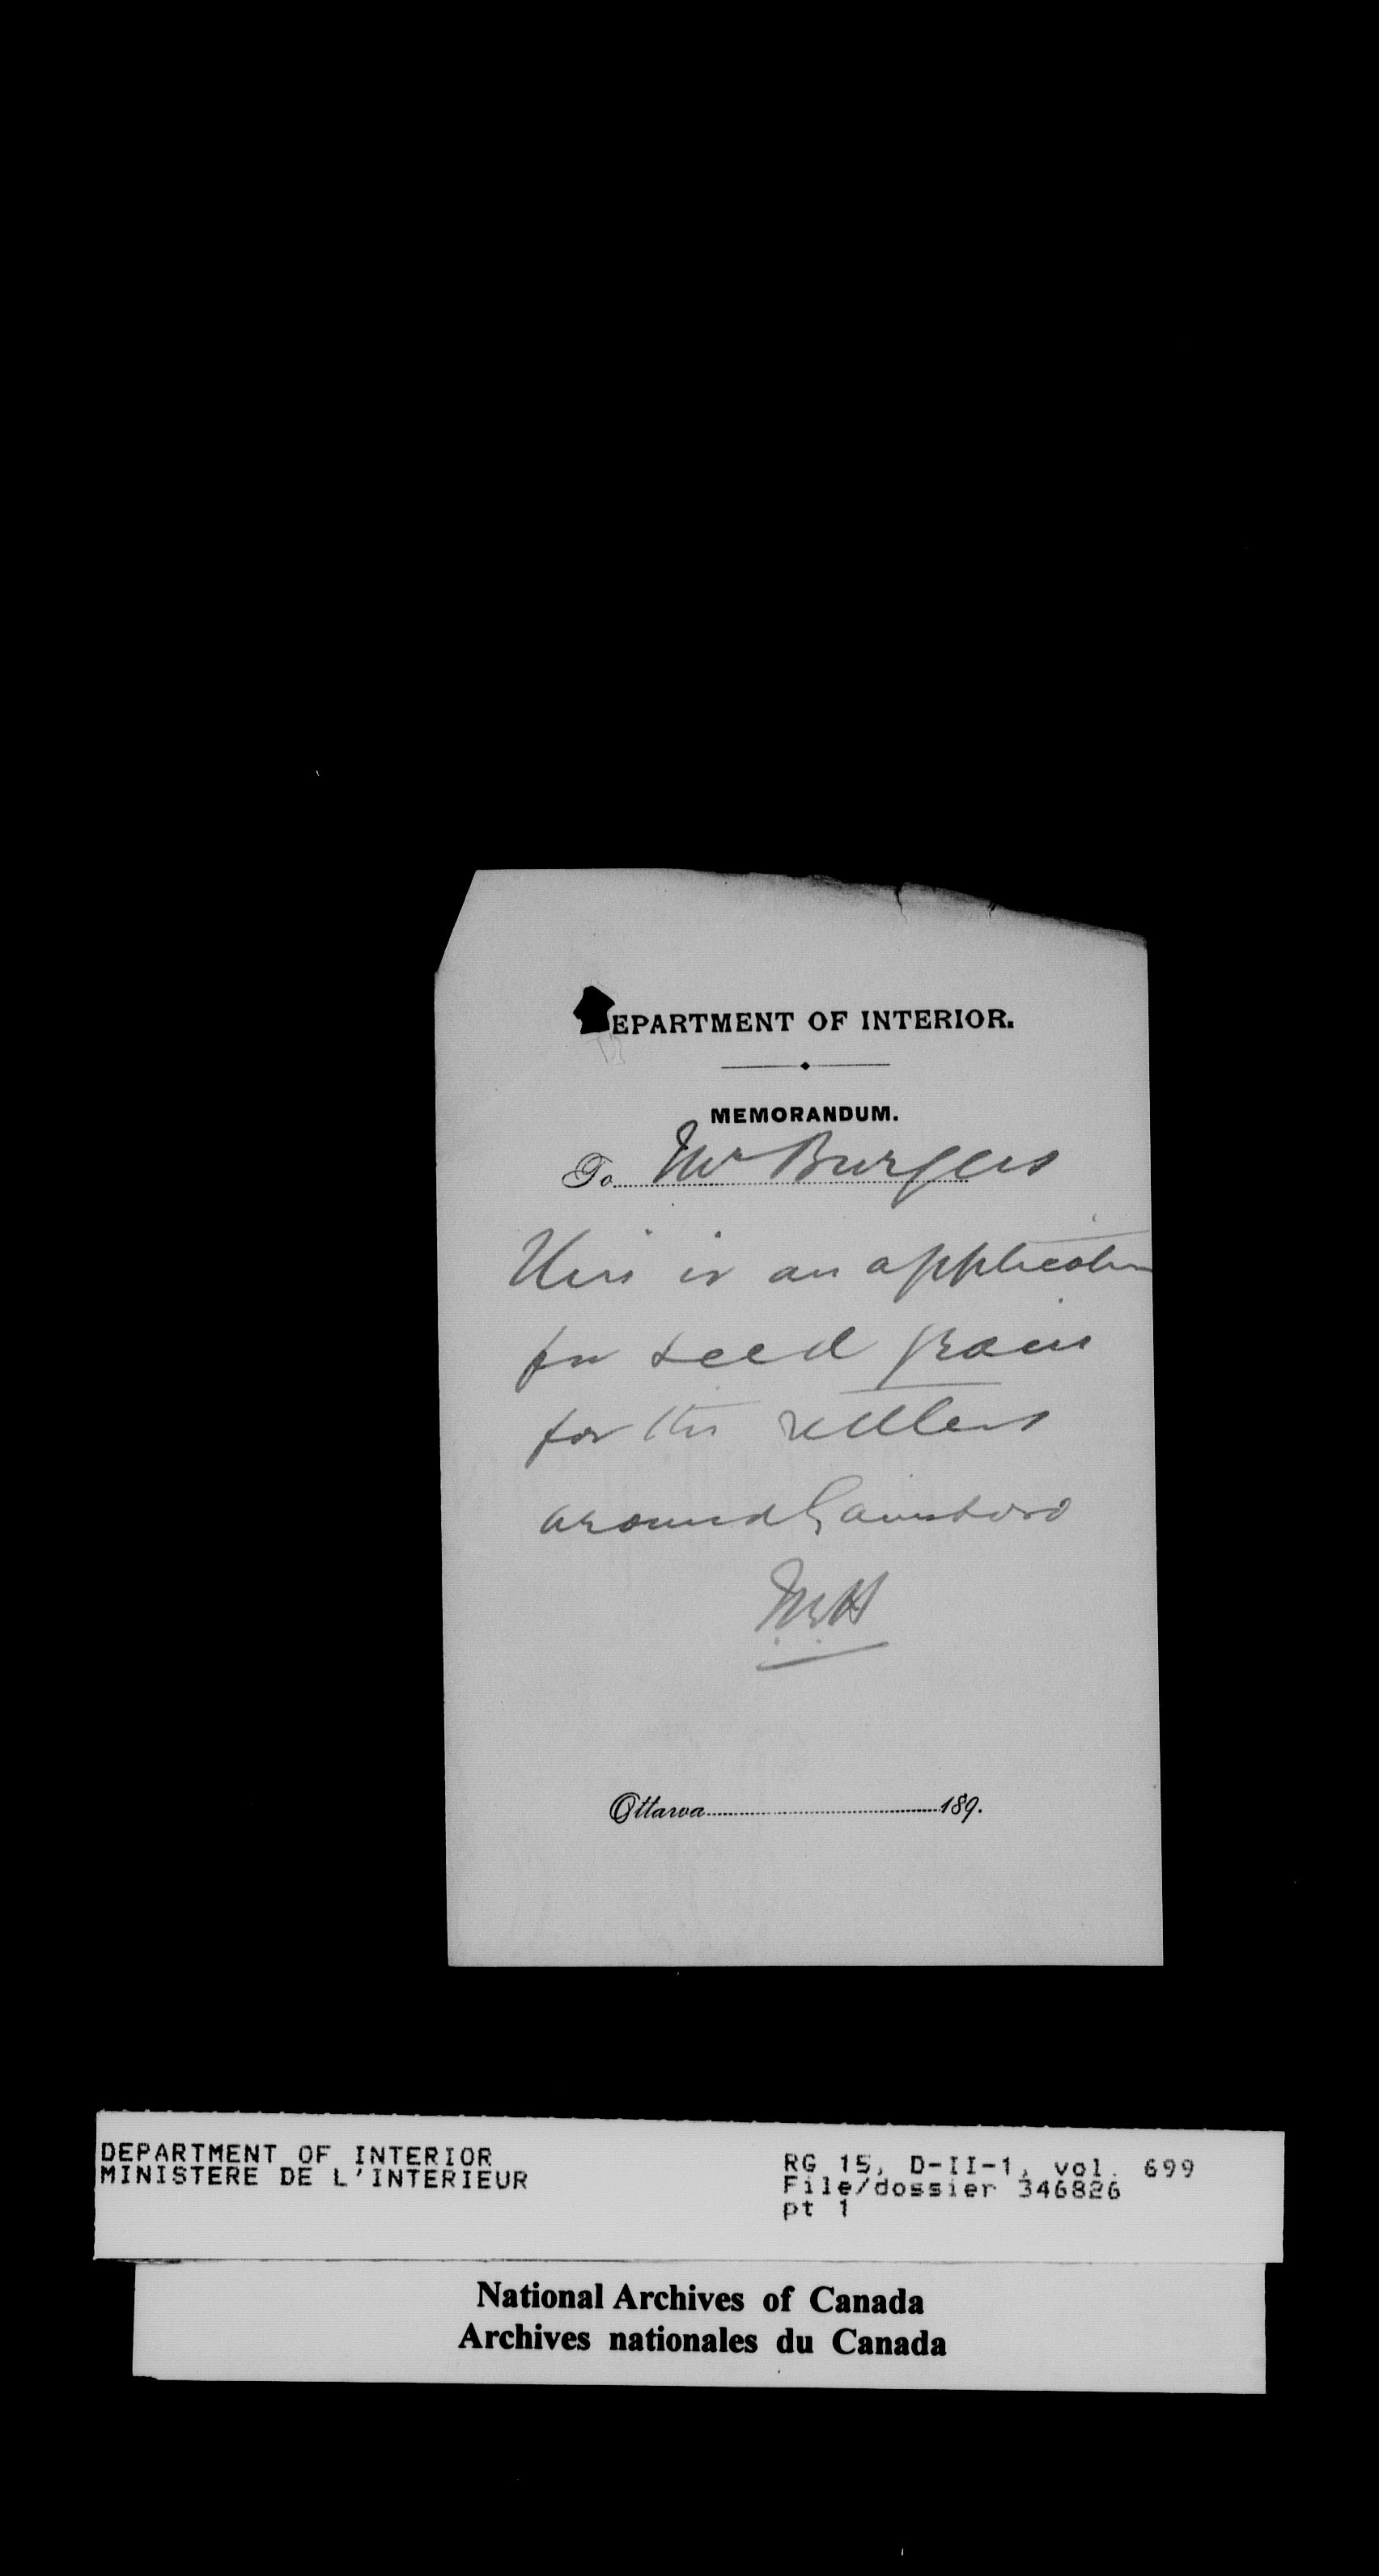 EPARTMENT OF INTERIOR.
MEMORANDUM.
To Mr Burgess
This is an application
for seed grain
for the settlers
around Gainsboro
Ottawa 189.
DEPARTMENT OF INTERIOR
MINISTERE DE L'INTERIEUR
RG 15, D-II-1, vol. 699
File/dossier 346826
pt 1
National Archives of Canada
Archives nationales du Canada